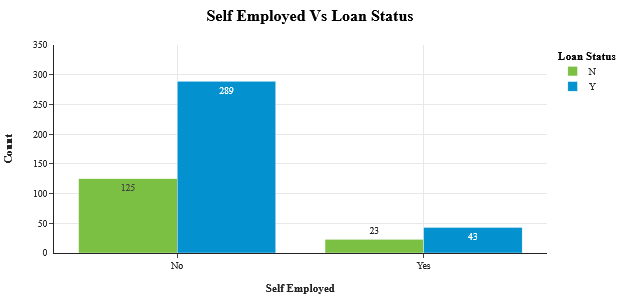 Self Employed Vs Loan Status
350
300
250
200
150
100
50
0
Count
125
289
23
43
No
Yes
Self Employed
Loan Status
N
Y